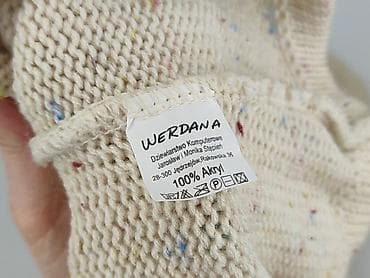 WERDANA
Dziewiarstwo Komputerowe
Jarosław i Monika Stępień
28-300 Jędrzejów, Rakowska 36
100% Akryl